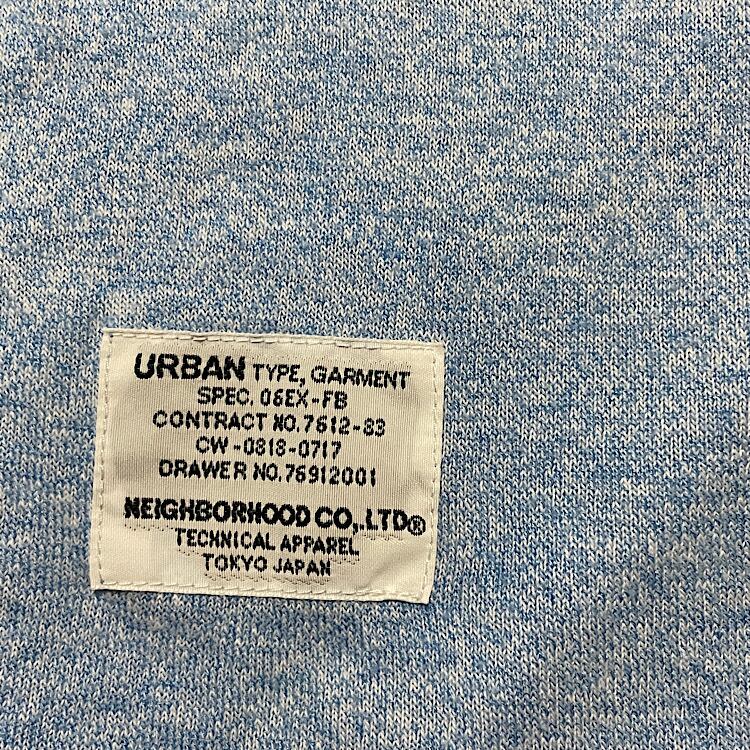 URBAN TYPE, GARMENT
SPEC. 06EX-FB
CONTRACT NO. 7612-83
CW-0818-0717
DRAWER NO. 76912001
NEIGHBORHOOD CO,.LTD®
TECHNICAL APPAREL
TOKYO JAPAN